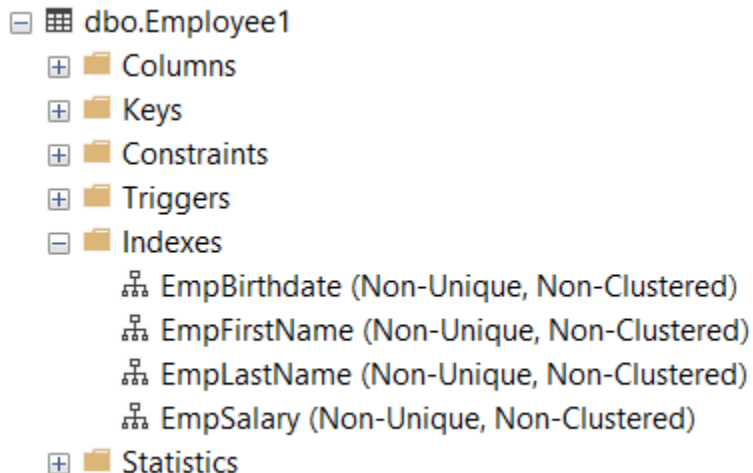 dbo.Employee1
Columns
Keys
Constraints
Triggers
Indexes
EmpBirthdate (Non-Unique, Non-Clustered)
EmpFirstName (Non-Unique, Non-Clustered)
EmpLastName (Non-Unique, Non-Clustered)
EmpSalary (Non-Unique, Non-Clustered)
Statistics